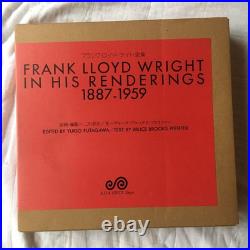 フランク・ロイド・ライト全集
FRANK LLOYD WRIGHT
IN HIS RENDERINGS
1887-1959
EDITED BY YUKIO FUTAGAWA / TEXT BY BRUCE BROOKS PFEIFFER
A.D.A. EDITA Tokyo